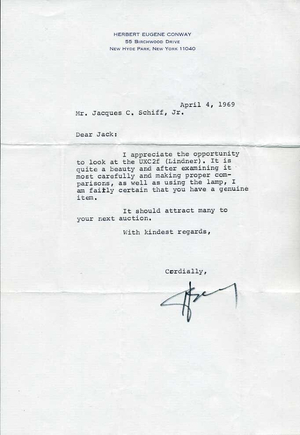 HERBERT EUGENE CONWAY
55 BIRCHWOOD DRIVE
NEW HYDE PARK, NEW YORK 11040
April 4, 1969
Mr. Jacques C. Schiff, Jr.
Dear Jack:
I appreciate the opportunity
to look at the UXC2f (Lindner). It is
quite a beauty and after examining it
most carefully and making proper com-
parisons, as well as using the lamp, I
am fairly certain that you have a genuine
item.
It should attract many to
your next auction.
With kindest regards,
Cordially,